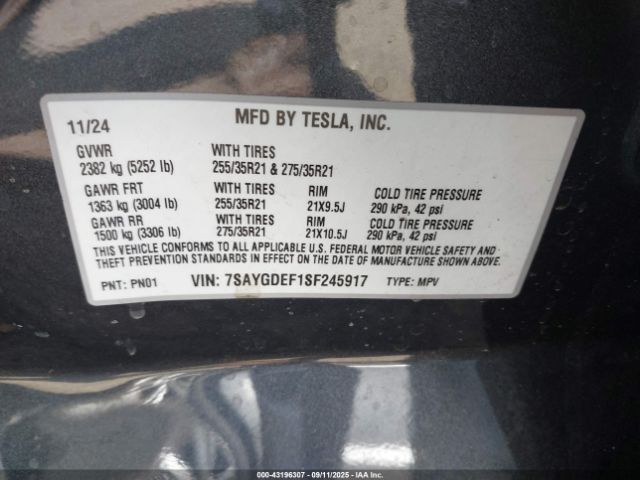 11/24 MFD BY TESLA, INC.
GVWR WITH TIRES
2382 kg (5252 lb) 255/35R21 & 275/35R21
GAWR FRT WITH TIRES RIM COLD TIRE PRESSURE
1363 kg (3004 lb) 255/35R21 21X9.5J 290 kPa, 42 psi
GAWR RR WITH TIRES RIM COLD TIRE PRESSURE
1500 kg (3306 lb) 275/35R21 21X10.5J 290 kPa, 42 psi
THIS VEHICLE CONFORMS TO ALL APPLICABLE U.S. FEDERAL MOTOR VEHICLE SAFETY AND
THEFT PREVENTION STANDARDS IN EFFECT ON THE DATE OF MANUFACTURE SHOWN ABOVE.
PNT: PN01 VIN: 7SAYGDEF1SF245917 TYPE: MPV
000-43196307 - 09/11/2025 - IAA Inc.